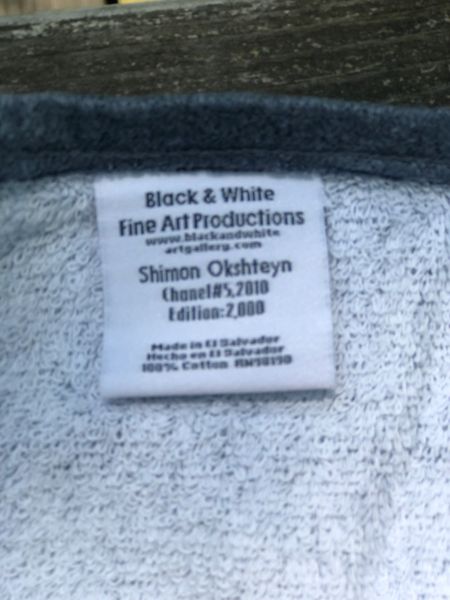 Black & White
Fine Art Productions
www.blackandwhite
artgallery.com
Shimon Okshteyn
Chanel#5,2010
Edition:2,000
Made in El Salvador
Hecho en El Salvador
100% Cotton RN98190